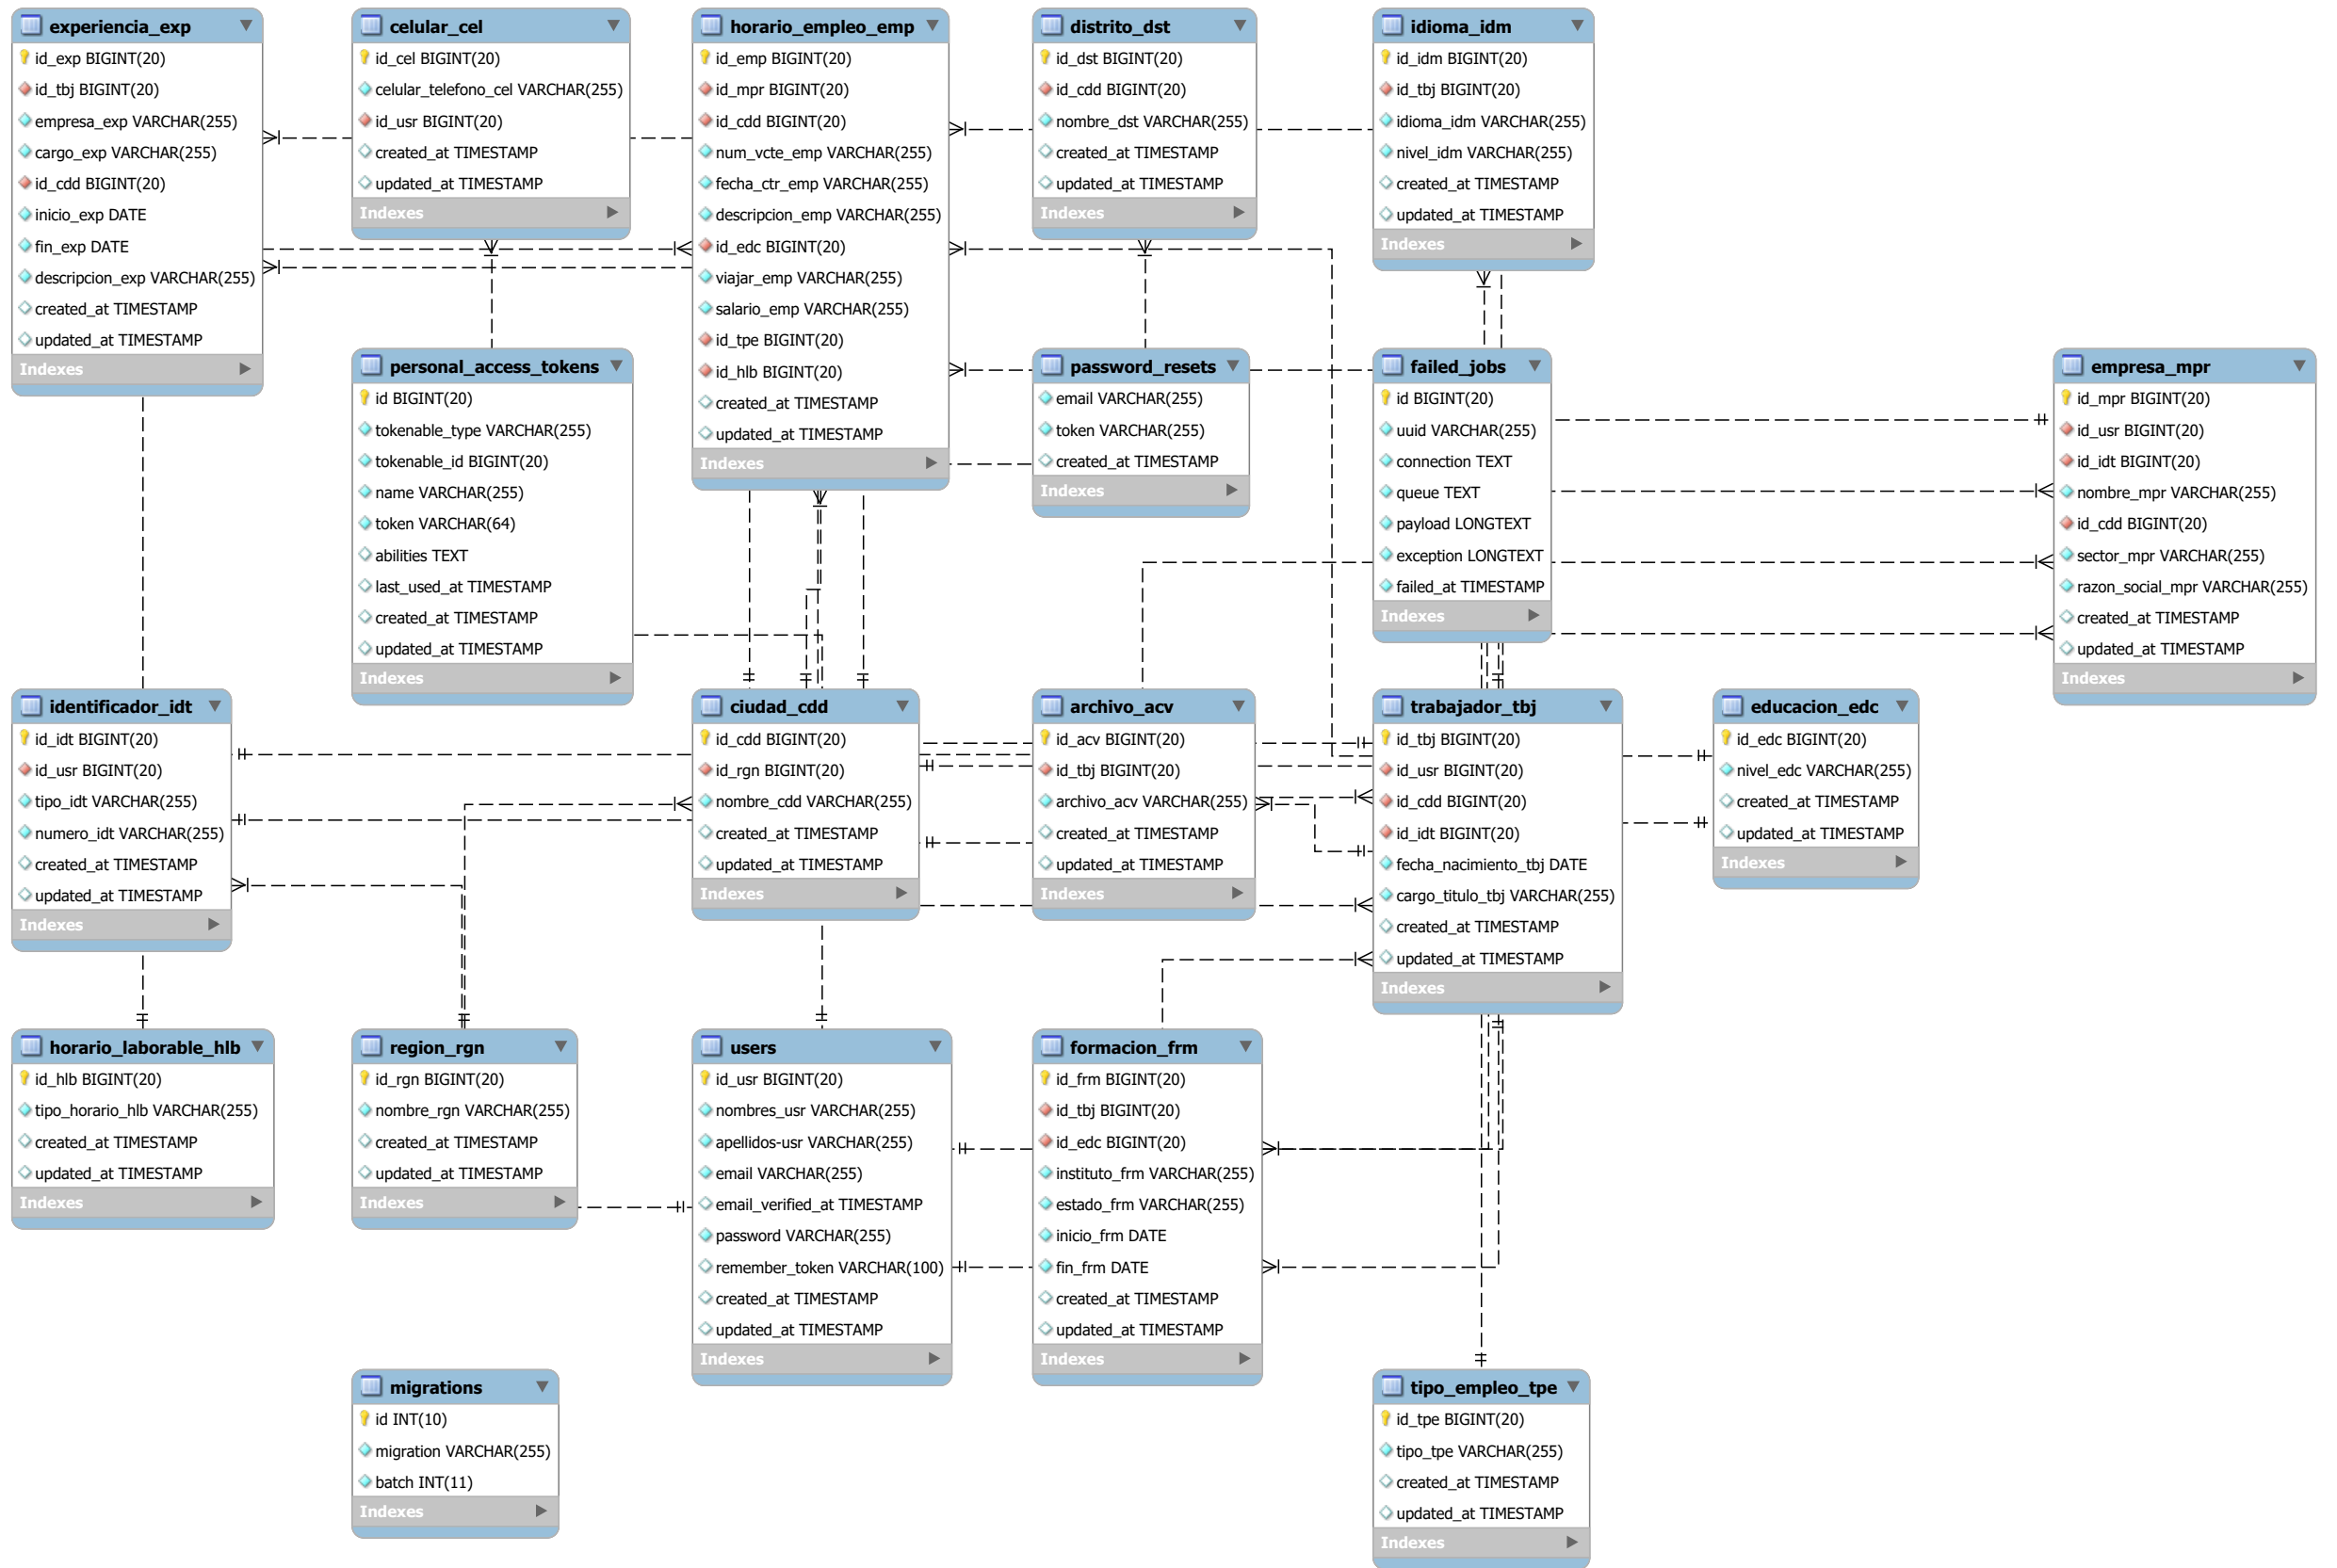 experiencia_exp
id_exp BIGINT(20)
id_tbj BIGINT(20)
empresa_exp VARCHAR(255)
cargo_exp VARCHAR(255)
id_cdd BIGINT(20)
inicio_exp DATE
fin_exp DATE
descripcion_exp VARCHAR(255)
created_at TIMESTAMP
updated_at TIMESTAMP
Indexes
celular_cel
id_cel BIGINT(20)
celular_telefono_cel VARCHAR(255)
id_usr BIGINT(20)
created_at TIMESTAMP
updated_at TIMESTAMP
Indexes
horario_empleo_emp
id_emp BIGINT(20)
id_mpr BIGINT(20)
id_cdd BIGINT(20)
num_vcte_emp VARCHAR(255)
fecha_ctr_emp VARCHAR(255)
descripcion_emp VARCHAR(255)
id_edc BIGINT(20)
viajar_emp VARCHAR(255)
salario_emp VARCHAR(255)
id_tpe BIGINT(20)
id_hlb BIGINT(20)
created_at TIMESTAMP
updated_at TIMESTAMP
Indexes
distrito_dst
id_dst BIGINT(20)
id_cdd BIGINT(20)
nombre_dst VARCHAR(255)
created_at TIMESTAMP
updated_at TIMESTAMP
Indexes
idioma_idm
id_idm BIGINT(20)
id_tbj BIGINT(20)
idioma_idm VARCHAR(255)
nivel_idm VARCHAR(255)
created_at TIMESTAMP
updated_at TIMESTAMP
Indexes
personal_access_tokens
id BIGINT(20)
tokenable_type VARCHAR(255)
tokenable_id BIGINT(20)
name VARCHAR(255)
token VARCHAR(64)
abilities TEXT
last_used_at TIMESTAMP
created_at TIMESTAMP
updated_at TIMESTAMP
Indexes
password_resets
email VARCHAR(255)
token VARCHAR(255)
created_at TIMESTAMP
Indexes
failed_jobs
id BIGINT(20)
uuid VARCHAR(255)
connection TEXT
queue TEXT
payload LONGTEXT
exception LONGTEXT
failed_at TIMESTAMP
Indexes
empresa_mpr
id_mpr BIGINT(20)
id_usr BIGINT(20)
id_idt BIGINT(20)
nombre_mpr VARCHAR(255)
id_cdd BIGINT(20)
sector_mpr VARCHAR(255)
razon_social_mpr VARCHAR(255)
created_at TIMESTAMP
updated_at TIMESTAMP
Indexes
identificador_idt
id_idt BIGINT(20)
id_usr BIGINT(20)
tipo_idt VARCHAR(255)
numero_idt VARCHAR(255)
created_at TIMESTAMP
updated_at TIMESTAMP
Indexes
ciudad_cdd
id_cdd BIGINT(20)
id_rgn BIGINT(20)
nombre_cdd VARCHAR(255)
created_at TIMESTAMP
updated_at TIMESTAMP
Indexes
archivo_acv
id_acv BIGINT(20)
id_tbj BIGINT(20)
archivo_acv VARCHAR(255)
created_at TIMESTAMP
updated_at TIMESTAMP
Indexes
trabajador_tbj
id_tbj BIGINT(20)
id_usr BIGINT(20)
id_cdd BIGINT(20)
id_idt BIGINT(20)
fecha_nacimiento_tbj DATE
cargo_titulo_tbj VARCHAR(255)
created_at TIMESTAMP
updated_at TIMESTAMP
Indexes
educacion_edc
id_edc BIGINT(20)
nivel_edc VARCHAR(255)
created_at TIMESTAMP
updated_at TIMESTAMP
Indexes
horario_laborable_hlb
id_hlb BIGINT(20)
tipo_horario_hlb VARCHAR(255)
created_at TIMESTAMP
updated_at TIMESTAMP
Indexes
region_rgn
id_rgn BIGINT(20)
nombre_rgn VARCHAR(255)
created_at TIMESTAMP
updated_at TIMESTAMP
Indexes
users
id_usr BIGINT(20)
nombres_usr VARCHAR(255)
apellidos-usr VARCHAR(255)
email VARCHAR(255)
email_verified_at TIMESTAMP
password VARCHAR(255)
remember_token VARCHAR(100)
created_at TIMESTAMP
updated_at TIMESTAMP
Indexes
formacion_frm
id_frm BIGINT(20)
id_tbj BIGINT(20)
id_edc BIGINT(20)
instituto_frm VARCHAR(255)
estado_frm VARCHAR(255)
inicio_frm DATE
fin_frm DATE
created_at TIMESTAMP
updated_at TIMESTAMP
Indexes
migrations
id INT(10)
migration VARCHAR(255)
batch INT(11)
Indexes
tipo_empleo_tpe
id_tpe BIGINT(20)
tipo_tpe VARCHAR(255)
created_at TIMESTAMP
updated_at TIMESTAMP
Indexes